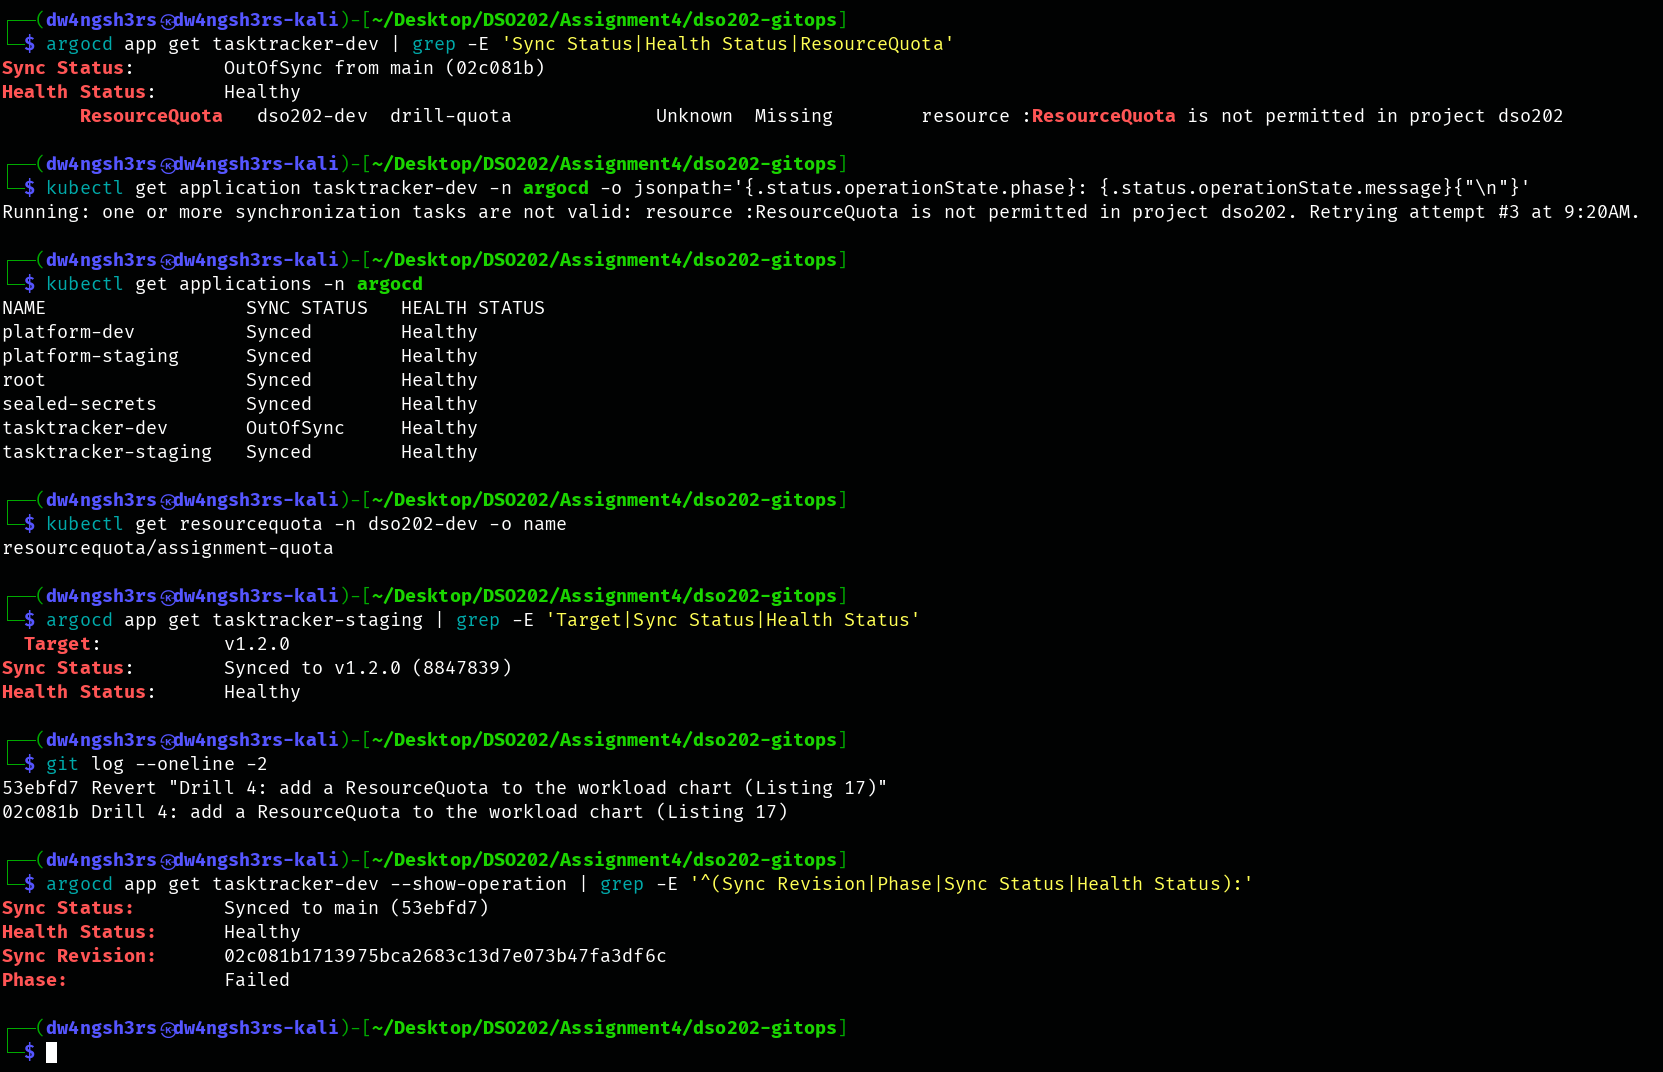 ┌──(dw4ngsh3rs㉿dw4ngsh3rs-kali)-[~/Desktop/DSO202/Assignment4/dso202-gitops]
└─$ argocd app get tasktracker-dev | grep -E 'Sync Status|Health Status|ResourceQuota'
Sync Status:        OutOfSync from main (02c081b)
Health Status:      Healthy
       ResourceQuota   dso202-dev  drill-quota             Unknown  Missing        resource :ResourceQuota is not permitted in project dso202

┌──(dw4ngsh3rs㉿dw4ngsh3rs-kali)-[~/Desktop/DSO202/Assignment4/dso202-gitops]
└─$ kubectl get application tasktracker-dev -n argocd -o jsonpath='{.status.operationState.phase}: {.status.operationState.message}{"\n"}'
Running: one or more synchronization tasks are not valid: resource :ResourceQuota is not permitted in project dso202. Retrying attempt #3 at 9:20AM.

┌──(dw4ngsh3rs㉿dw4ngsh3rs-kali)-[~/Desktop/DSO202/Assignment4/dso202-gitops]
└─$ kubectl get applications -n argocd
NAME                  SYNC STATUS   HEALTH STATUS
platform-dev          Synced        Healthy
platform-staging      Synced        Healthy
root                  Synced        Healthy
sealed-secrets        Synced        Healthy
tasktracker-dev       OutOfSync     Healthy
tasktracker-staging   Synced        Healthy

┌──(dw4ngsh3rs㉿dw4ngsh3rs-kali)-[~/Desktop/DSO202/Assignment4/dso202-gitops]
└─$ kubectl get resourcequota -n dso202-dev -o name
resourcequota/assignment-quota

┌──(dw4ngsh3rs㉿dw4ngsh3rs-kali)-[~/Desktop/DSO202/Assignment4/dso202-gitops]
└─$ argocd app get tasktracker-staging | grep -E 'Target|Sync Status|Health Status'
  Target:           v1.2.0
Sync Status:        Synced to v1.2.0 (8847839)
Health Status:      Healthy

┌──(dw4ngsh3rs㉿dw4ngsh3rs-kali)-[~/Desktop/DSO202/Assignment4/dso202-gitops]
└─$ git log --oneline -2
53ebfd7 Revert "Drill 4: add a ResourceQuota to the workload chart (Listing 17)"
02c081b Drill 4: add a ResourceQuota to the workload chart (Listing 17)

┌──(dw4ngsh3rs㉿dw4ngsh3rs-kali)-[~/Desktop/DSO202/Assignment4/dso202-gitops]
└─$ argocd app get tasktracker-dev --show-operation | grep -E '^(Sync Revision|Phase|Sync Status|Health Status):'
Sync Status:        Synced to main (53ebfd7)
Health Status:      Healthy
Sync Revision:      02c081b1713975bca2683c13d7e073b47fa3df6c
Phase:              Failed

┌──(dw4ngsh3rs㉿dw4ngsh3rs-kali)-[~/Desktop/DSO202/Assignment4/dso202-gitops]
└─$